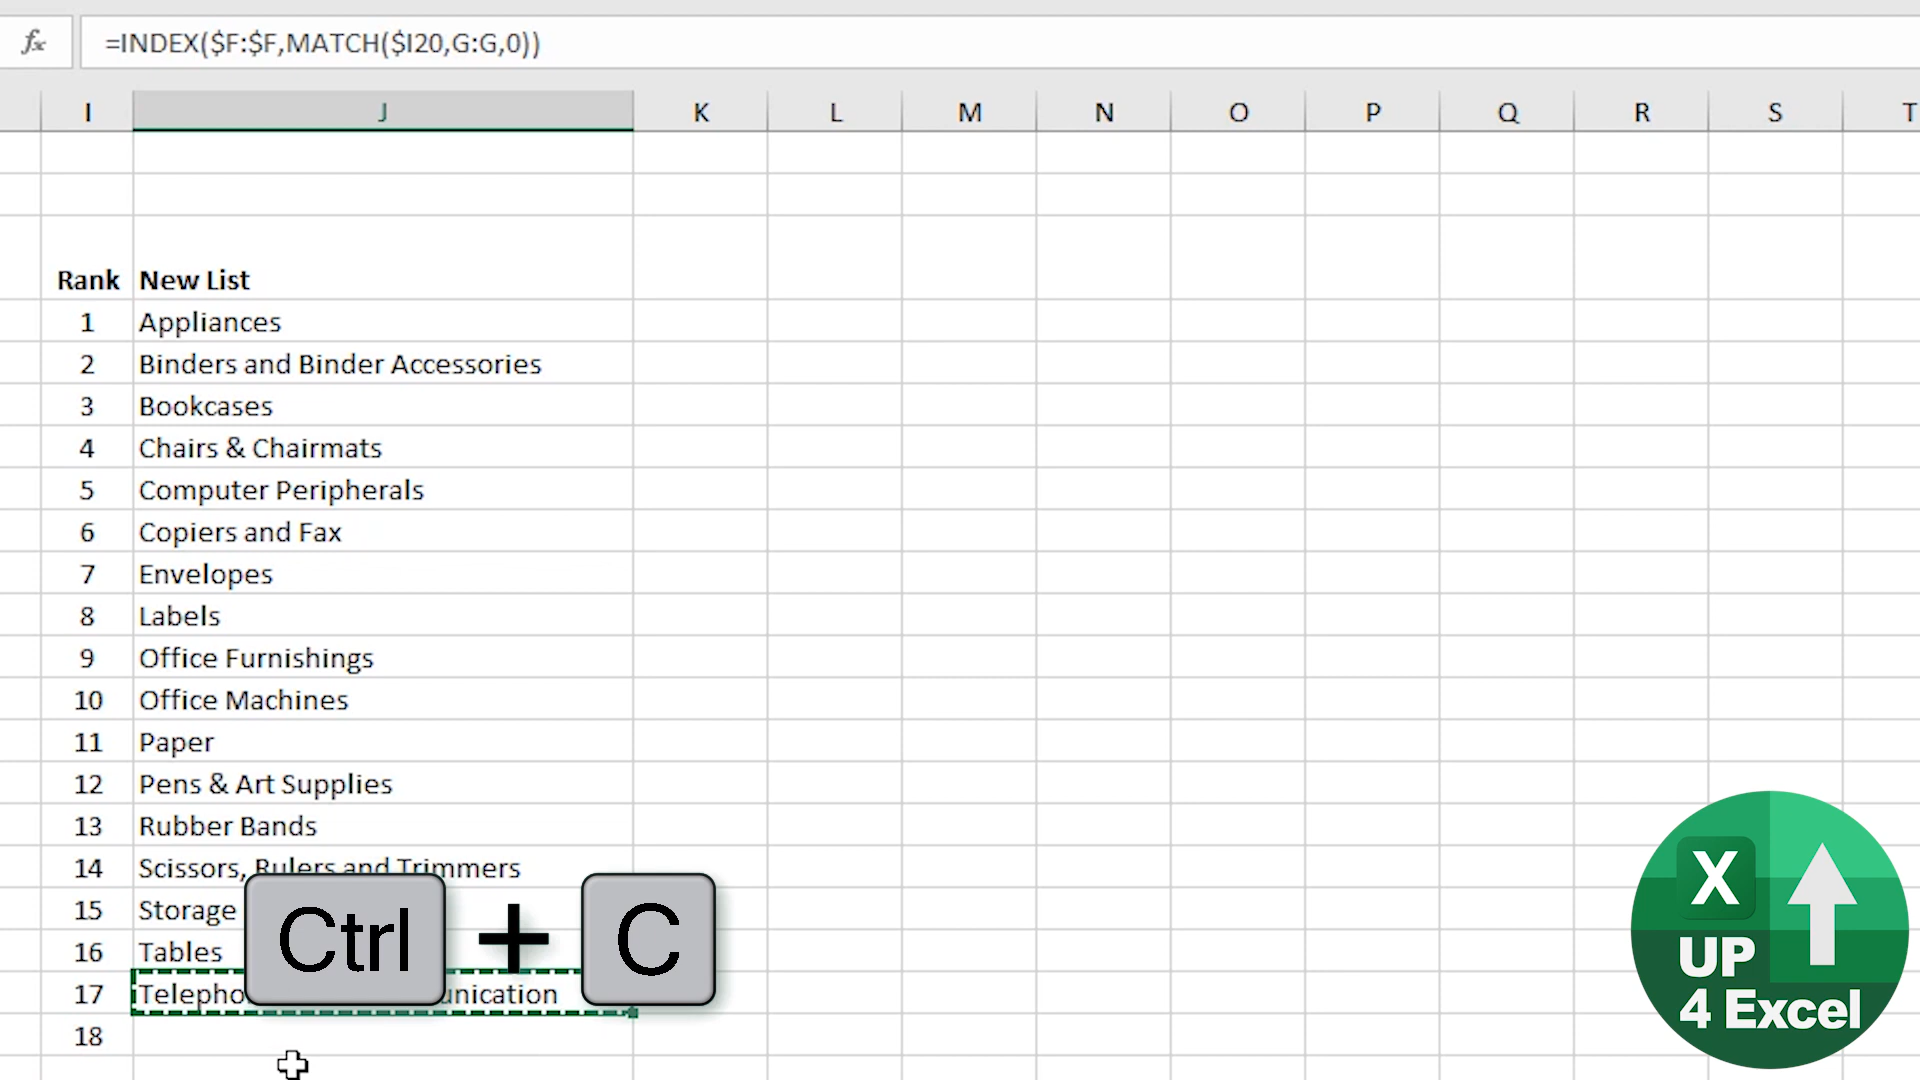 fx =INDEX($F:$F,MATCH($I20,G:G,0))
I J K L M N O P Q R S T
Rank New List
1 Appliances
2 Binders and Binder Accessories
3 Bookcases
4 Chairs & Chairmats
5 Computer Peripherals
6 Copiers and Fax
7 Envelopes
8 Labels
9 Office Furnishings
10 Office Machines
11 Paper
12 Pens & Art Supplies
13 Rubber Bands
14 Scissors, Rulers and Trimmers
15 Storage
16 Tables
17
18
Ctrl + C
X
UP
4 Excel